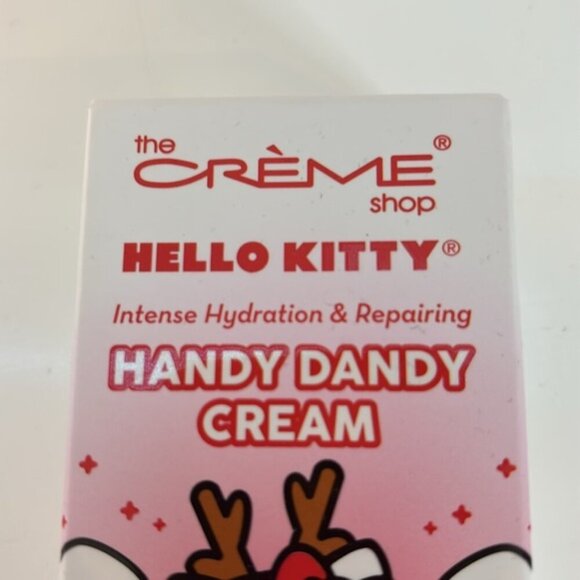 the
CRÈME®
shop
HELLO KITTY®
Intense Hydration & Repairing
HANDY DANDY
CREAM